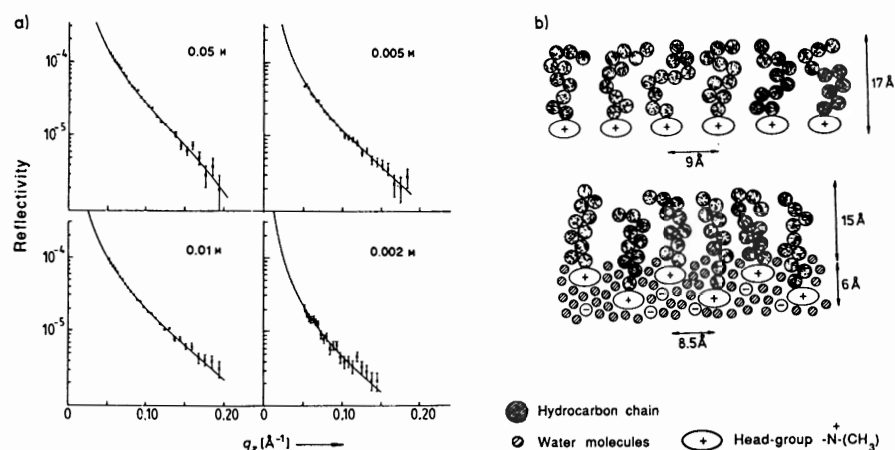 a)
Reflectivity
10⁻⁴
10⁻⁵
0.05 M
0.005 M
10⁻⁴
10⁻⁵
0.01 M
0.002 M
0 0.10 0.20 0 0.10 0.20
q_z [Å⁻¹]
b)
+ + + + + +
17 Å
9 Å
15 Å
6 Å
+ + +
+ + +
− − − − −
8.5 Å
Hydrocarbon chain
Water molecules
+ Head-group -N⁺-(CH₃)